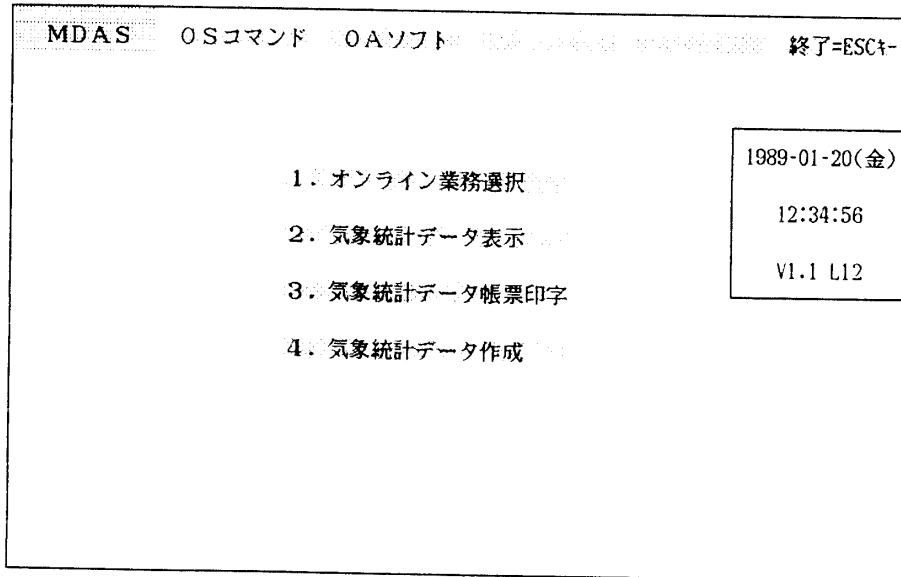 MDAS OSコマンド OAソフト 終了=ESCキー
1989-01-20(金)
12:34:56
V1.1 L12
1. オンライン業務選択
2. 気象統計データ表示
3. 気象統計データ帳票印字
4. 気象統計データ作成